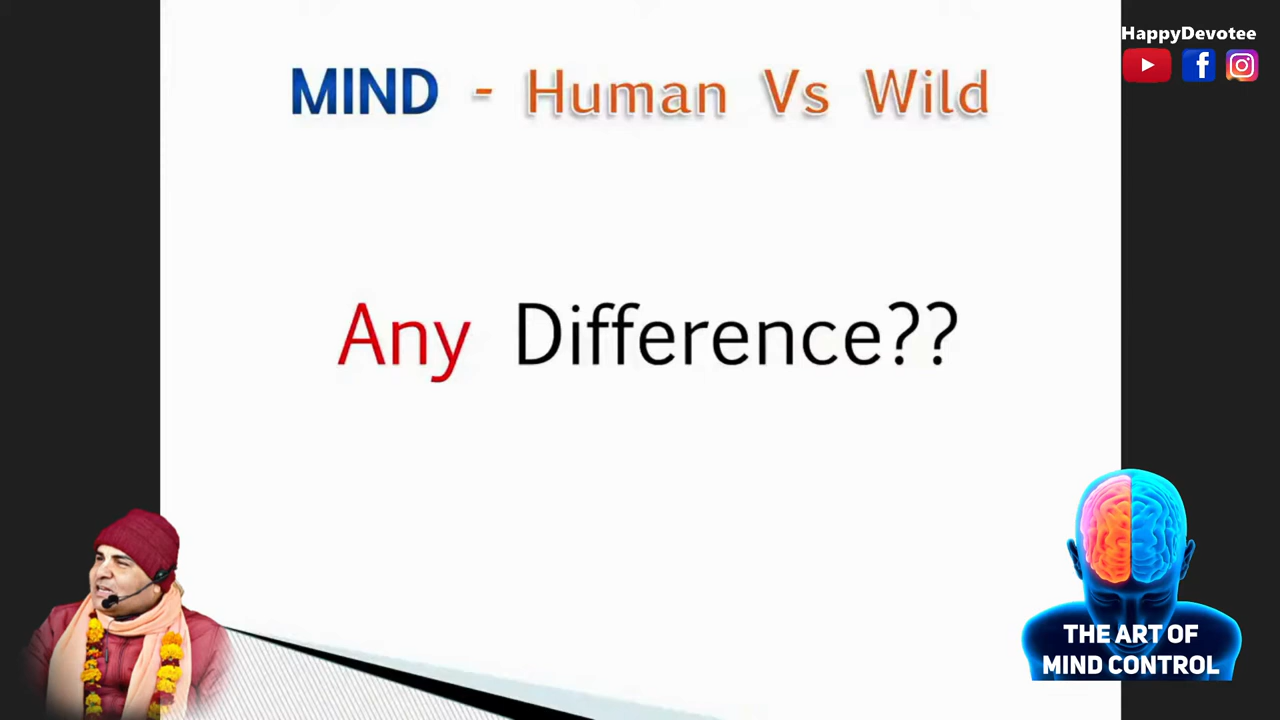 HappyDevotee
MIND - Human Vs Wild
Any Difference??
THE ART OF
MIND CONTROL